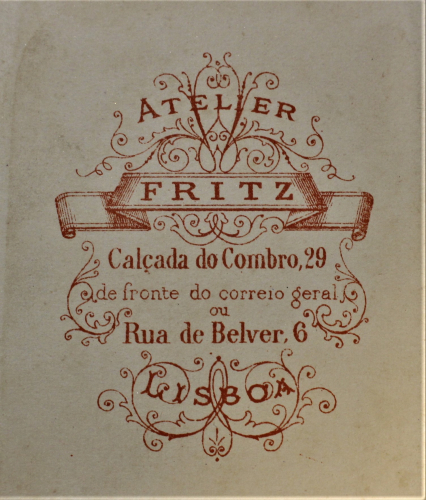 ATELIER
FRITZ
Calçada do Combro, 29
de fronte do correio geral
ou
Rua de Belver, 6
LISBOA